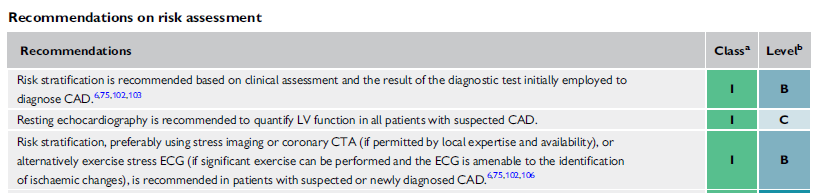 Recommendations on risk assessment
Recommendations Classᵃ Levelᵇ
Risk stratification is recommended based on clinical assessment and the result of the diagnostic test initially employed to
diagnose CAD.6,75,102,103
I B
Resting echocardiography is recommended to quantify LV function in all patients with suspected CAD. I C
Risk stratification, preferably using stress imaging or coronary CTA (if permitted by local expertise and availability), or
alternatively exercise stress ECG (if significant exercise can be performed and the ECG is amenable to the identification
of ischaemic changes), is recommended in patients with suspected or newly diagnosed CAD.6,75,102,106
I B